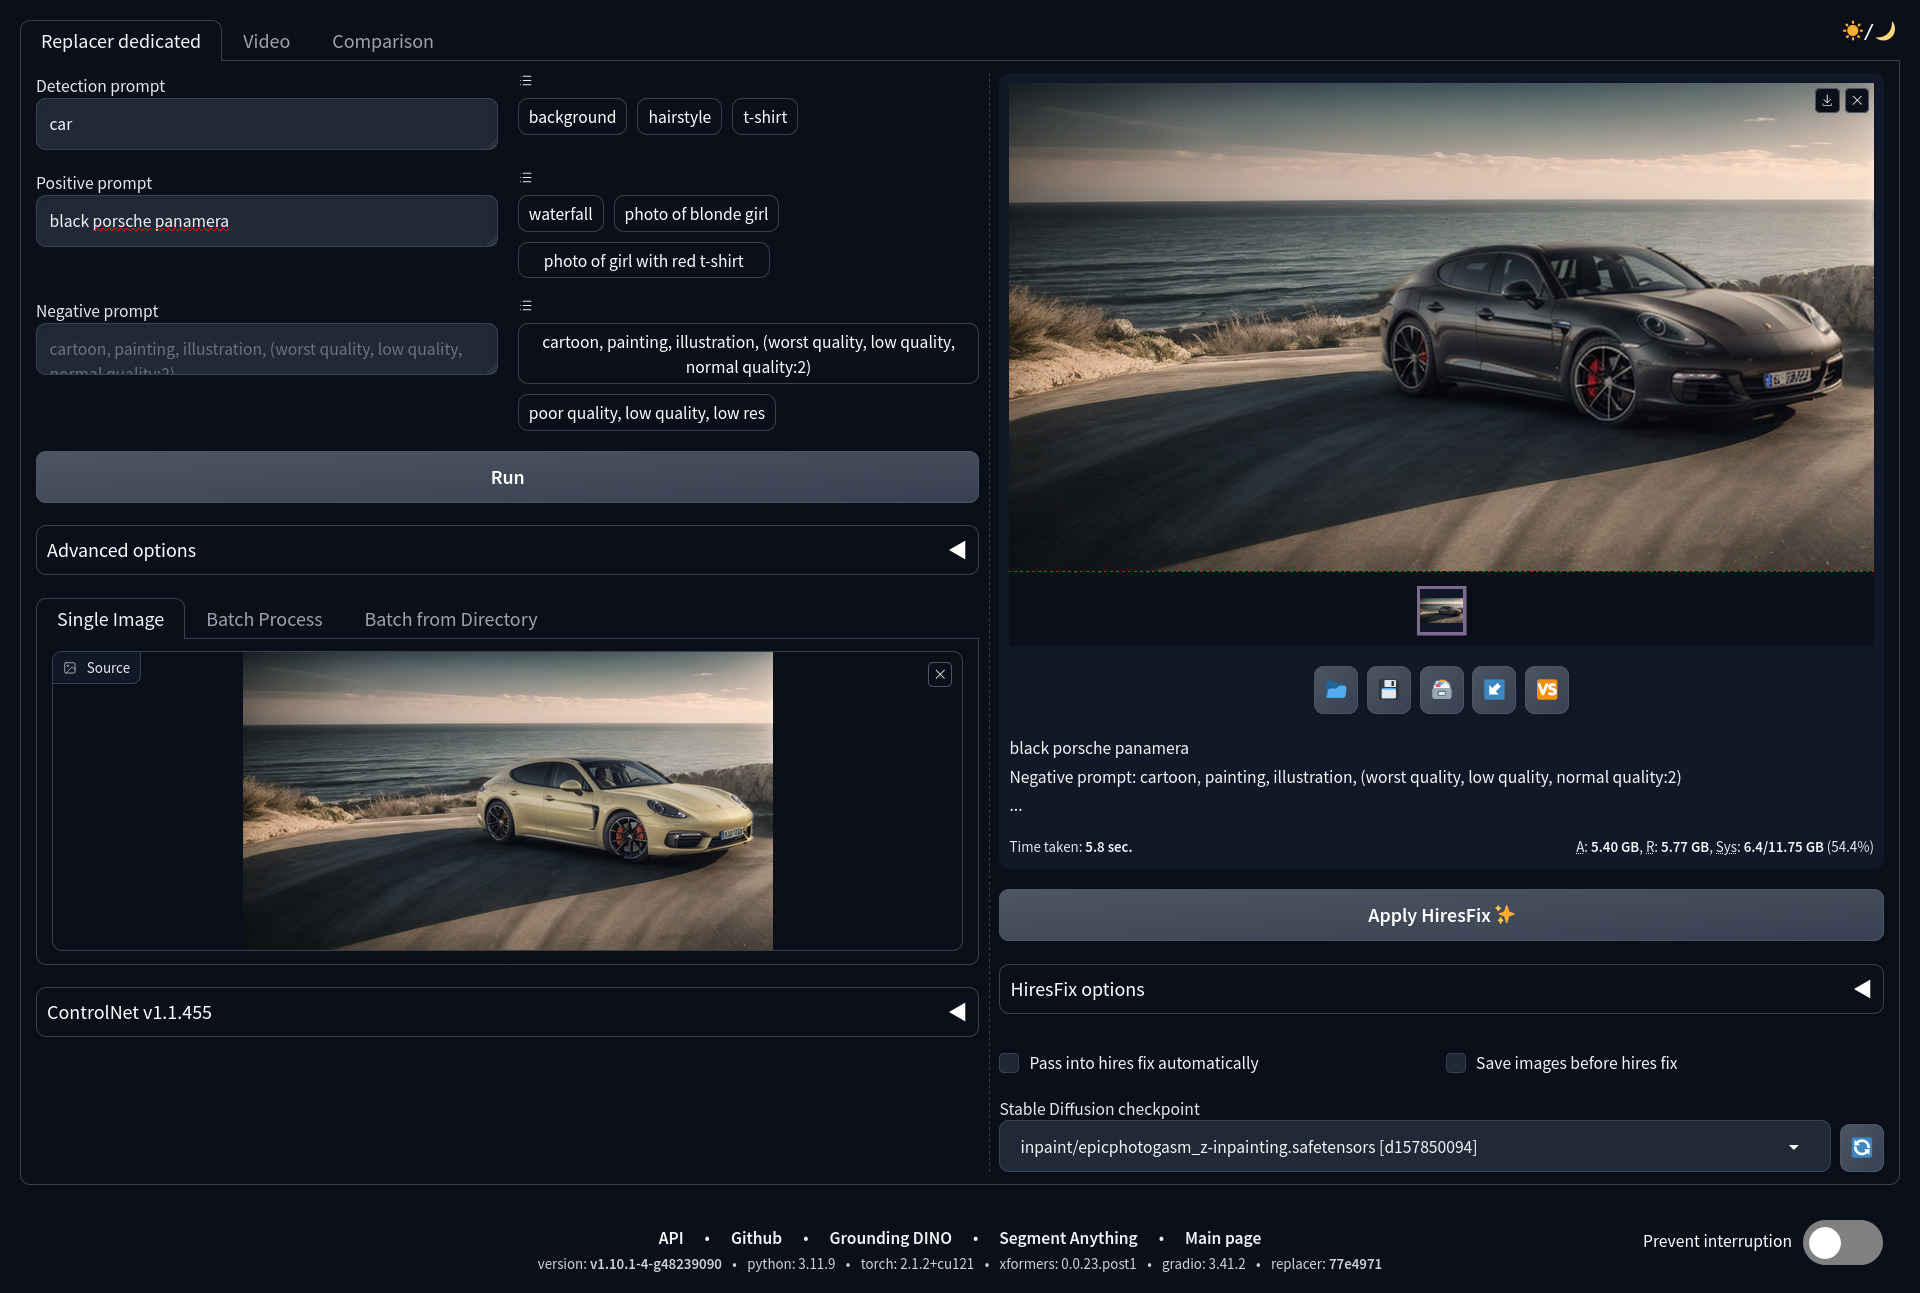 Replacer dedicated
Video
Comparison
Detection prompt
car
background
hairstyle
t-shirt
Positive prompt
black porsche panamera
waterfall
photo of blonde girl
photo of girl with red t-shirt
Negative prompt
cartoon, painting, illustration, (worst quality, low quality,
normal quality:2)
cartoon, painting, illustration, (worst quality, low quality,
normal quality:2)
poor quality, low quality, low res
Run
Advanced options
Single Image
Batch Process
Batch from Directory
Source
ControlNet v1.1.455
VS
black porsche panamera
Negative prompt: cartoon, painting, illustration, (worst quality, low quality, normal quality:2)
...
Time taken: 5.8 sec.
A: 5.40 GB, R: 5.77 GB, Sys: 6.4/11.75 GB (54.4%)
Apply HiresFix✨
HiresFix options
Pass into hires fix automatically
Save images before hires fix
Stable Diffusion checkpoint
inpaint/epicphotogasm_z-inpainting.safetensors [d157850094]
API • Github • Grounding DINO • Segment Anything • Main page
version: v1.10.1-4-g48239090 • python: 3.11.9 • torch: 2.1.2+cu121 • xformers: 0.0.23.post1 • gradio: 3.41.2 • replacer: 77e4971
Prevent interruption